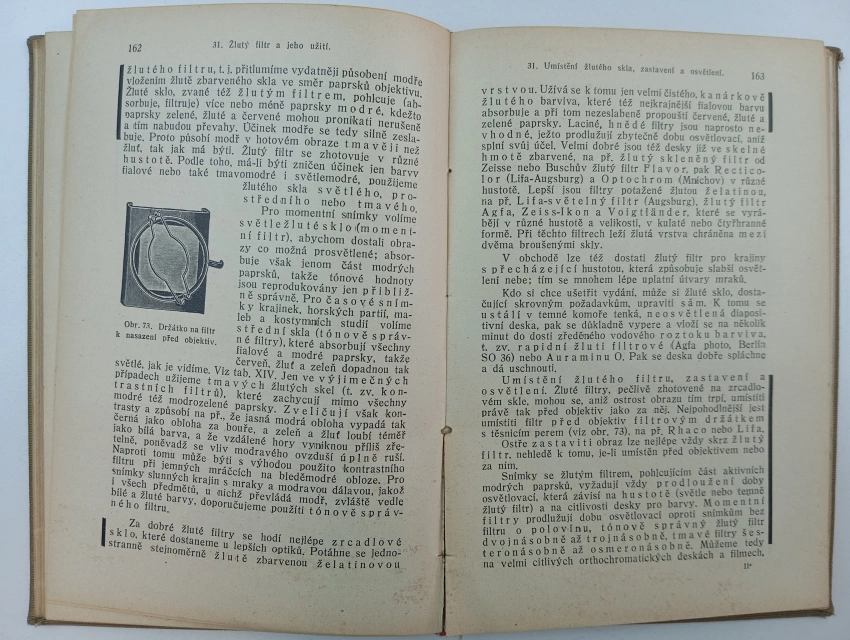 162
31. Žlutý filtr a jeho užití.
žlutého filtru, t. j. přitlumíme vydatněji působení modře
vložením žlutě zbarveného skla ve směr paprsků objektivu.
Žluté sklo, zvané též žlutým filtrem, pohlcuje (ab-
sorbuje, filtruje) více nebo méně paprsky modré, kdežto
paprsky zelené, žluté a červené mohou pronikati nerušeně
a tím nabudou převahy. Účinek modře se tedy silně zesla-
buje. Proto působí modř v hotovém obraze tmavěji než
žluť, tak jak má býti. Žlutý filtr se zhotovuje v různé
hustotě. Podle toho, má-li býti zničen účinek jen barvy
fialové nebo také tmavomodré i světlemodré, použijeme
žlutého skla světlého, pro-
středního nebo tmavého.
Pro momentní snímky volíme
světležluté sklo (moment-
ní filtr), abychom dostali obra-
zy co možná prosvětlené; absor-
buje však jenom část modrých
paprsků, takže tónové hodnoty
jsou reprodukovány jen přibliž-
ně správně. Pro časové sním-
ky krajinek, horských partií, ma-
leb a kostymních studií volíme
střední skla (tónově správ-
né filtry), které absorbují všechny
fialové a modré paprsky, takže
červeň, žluť a zeleň dopadnou tak
Obr. 73. Držátko na filtr
k nasazení před objektiv.
světlé, jak je vidíme. Viz tab. XIV. Jen ve výjimečných
případech užijeme tmavých žlutých skel (t. zv. kon-
trastních filtrů), které zachycují mimo všechny
modré též modrozelené paprsky. Zveličují však kon-
trasty a způsobí na př., že jasná modrá obloha vypadá tak
černá jako obloha za bouře, a zeleň a žluť loubí téměř
jako bílá barva, a že vzdálené hory vyniknou příliš zře-
telně, poněvadž se vliv modravého ovzduší úplně ruší.
Naproti tomu může býti s výhodou použito kontrastního
filtru při jemných mráčcích na bleděmodré obloze. Pro
snímky slunných krajin s mraky a modravou dálavou, jakož
i všech předmětů, u nichž převládá modř, zvláště vedle
bílé a žluté barvy, doporučujeme použíti tónově správ-
ného filtru.
Za dobré žluté filtry se hodí nejlépe zrcadlové
sklo, které dostaneme u lepších optiků. Potáhne se jedno-
stranně stejnoměrně žlutě zbarvenou želatinovou
31. Umístění žlutého skla, zastavení a osvětlení.
163
vrstvou. Užívá se k tomu jen velmi čistého, kanárkově
žlutého barviva, které též nejkrajnější fialovou barvu
absorbuje a při tom nezeslabeně propouští červené, žluté a
zelené paprsky. Laciné, hnědé filtry jsou naprosto ne-
vhodné, ježto prodlužují zbytečně dobu osvětlovací, aniž
splní svůj účel. Velmi dobré jsou též desky již ve skelné
hmotě zbarvené, na př. žlutý skleněný filtr od
Zeisse nebo Buschův žlutý filtr Flavor, pak Rectico-
lor (Lifa-Augsburg) a Optochrom (Mnichov) v různé
hustotě. Lepší jsou filtry potažené žlutou želatinou,
na př. Lifa-světelný filtr (Augsburg), žlutý filtr
Agfa, Zeiss-Ikon a Voigtländer, které se vyrá-
bějí v různé hustotě a velikosti, v kulaté nebo čtyřhranné
formě. Při těchto filtrech leží žlutá vrstva chráněna mezi
dvěma broušenými skly.
V obchodě lze též dostati žlutý filtr pro krajiny
s přecházející hustotou, která způsobuje slabší osvět-
lení nebe; tím se mnohem lépe uplatní útvary mraků.
Kdo si chce ušetřit vydání, může si žluté sklo, dosta-
čující skrovným požadavkům, upraviti sám. K tomu se
ustálí v temné komoře tenká, neosvětlená diaposi-
tivní deska, pak se důkladně vypere a vloží se na několik
minut do dosti zředěného vodového roztoku barviva,
t. zv. rapidní žluti filtrové (Agfa photo, Berlin
SO 36) nebo Auraminu O. Pak se deska dobře spláchne
a dá uschnouti.
Umístění žlutého filtru, zastavení a
osvětlení. Žluté filtry, pečlivě zhotovené na zrcadlo-
vém skle, mohou se, aniž ostrost obrazu tím trpí, umístiti
právě tak před objektiv jako za něj. Nejpohodlnější jest
umístiti filtr před objektiv filtrovým držátkem
s těsnicím perem (viz obr. 73), na př. Rhaco nebo Lifa.
Ostře zastaviti obraz lze nejlépe vždy skrz žlutý
filtr, nehledě k tomu, je-li umístěn před objektivem nebo
za ním.
Snímky se žlutým filtrem, pohlcujícím část aktivních
modrých paprsků, vyžadují vždy prodloužení doby
osvětlovací, která závisí na hustotě (světle nebo temně
žlutý filtr) a na citlivosti desky pro barvy. Momentní
filtry prodlužují dobu osvětlovací oproti snímkům bez
filtru o polovinu, tónově správný žlutý filtr
dvojnásobně až trojnásobně, tmavé filtry šes-
teronásobně až osmeronásobně. Můžeme tedy
na velmi citlivých orthochromatických deskách a filmech,
11*